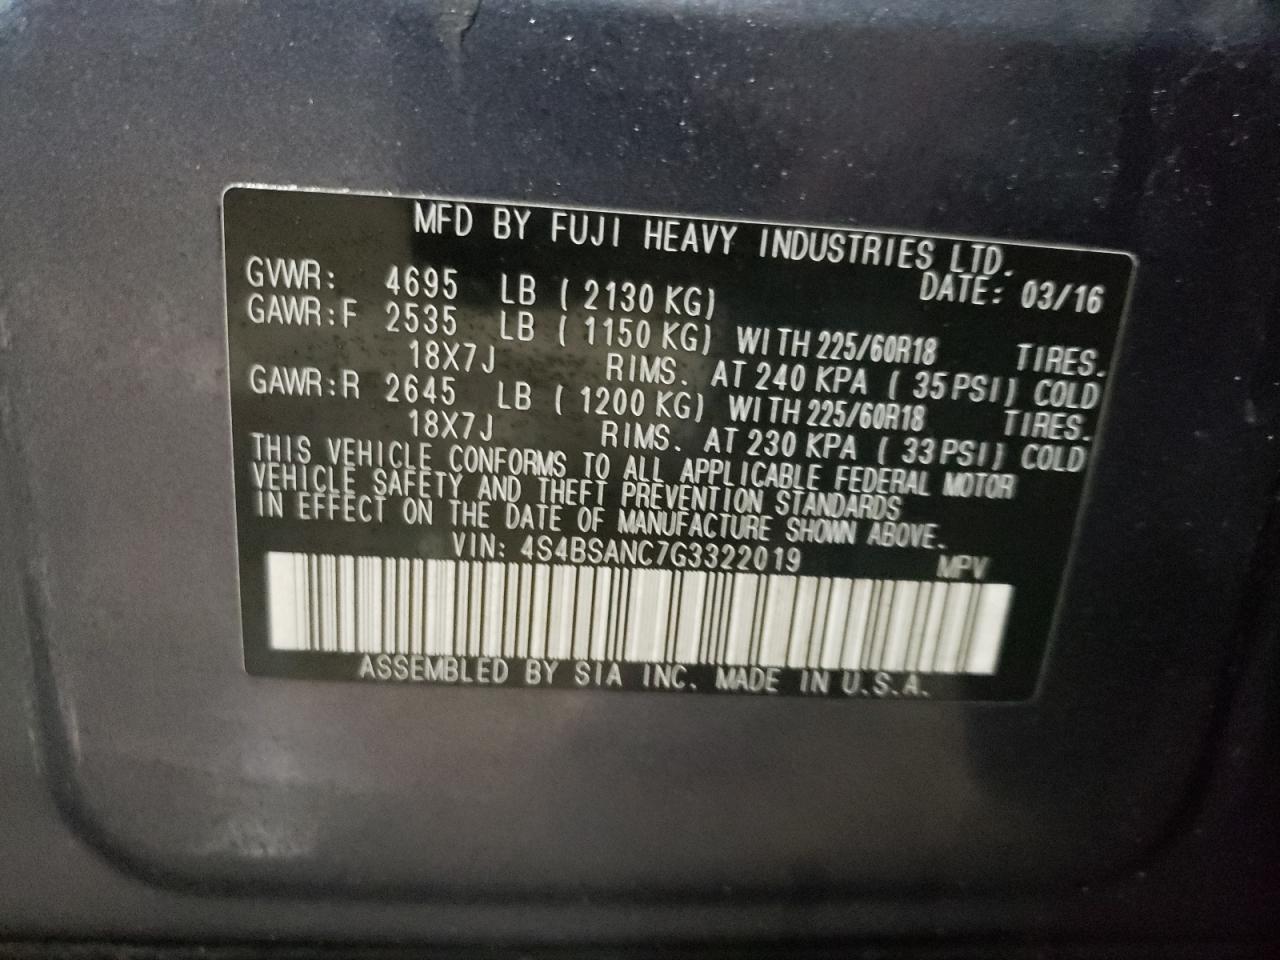 MFD BY FUJI HEAVY INDUSTRIES LTD.
GVWR: 4695 LB ( 2130 KG) DATE: 03/16
GAWR:F 2535 LB ( 1150 KG) WITH 225/60R18 TIRES.
18X7J RIMS. AT 240 KPA ( 35PSI) COLD
GAWR:R 2645 LB ( 1200 KG) WITH 225/60R18 TIRES.
18X7J RIMS. AT 230 KPA ( 33PSI) COLD
THIS VEHICLE CONFORMS TO ALL APPLICABLE FEDERAL MOTOR
VEHICLE SAFETY AND THEFT PREVENTION STANDARDS
IN EFFECT ON THE DATE OF MANUFACTURE SHOWN ABOVE.
VIN: 4S4BSANC7G3322019 MPV
ASSEMBLED BY SIA INC. MADE IN U.S.A.